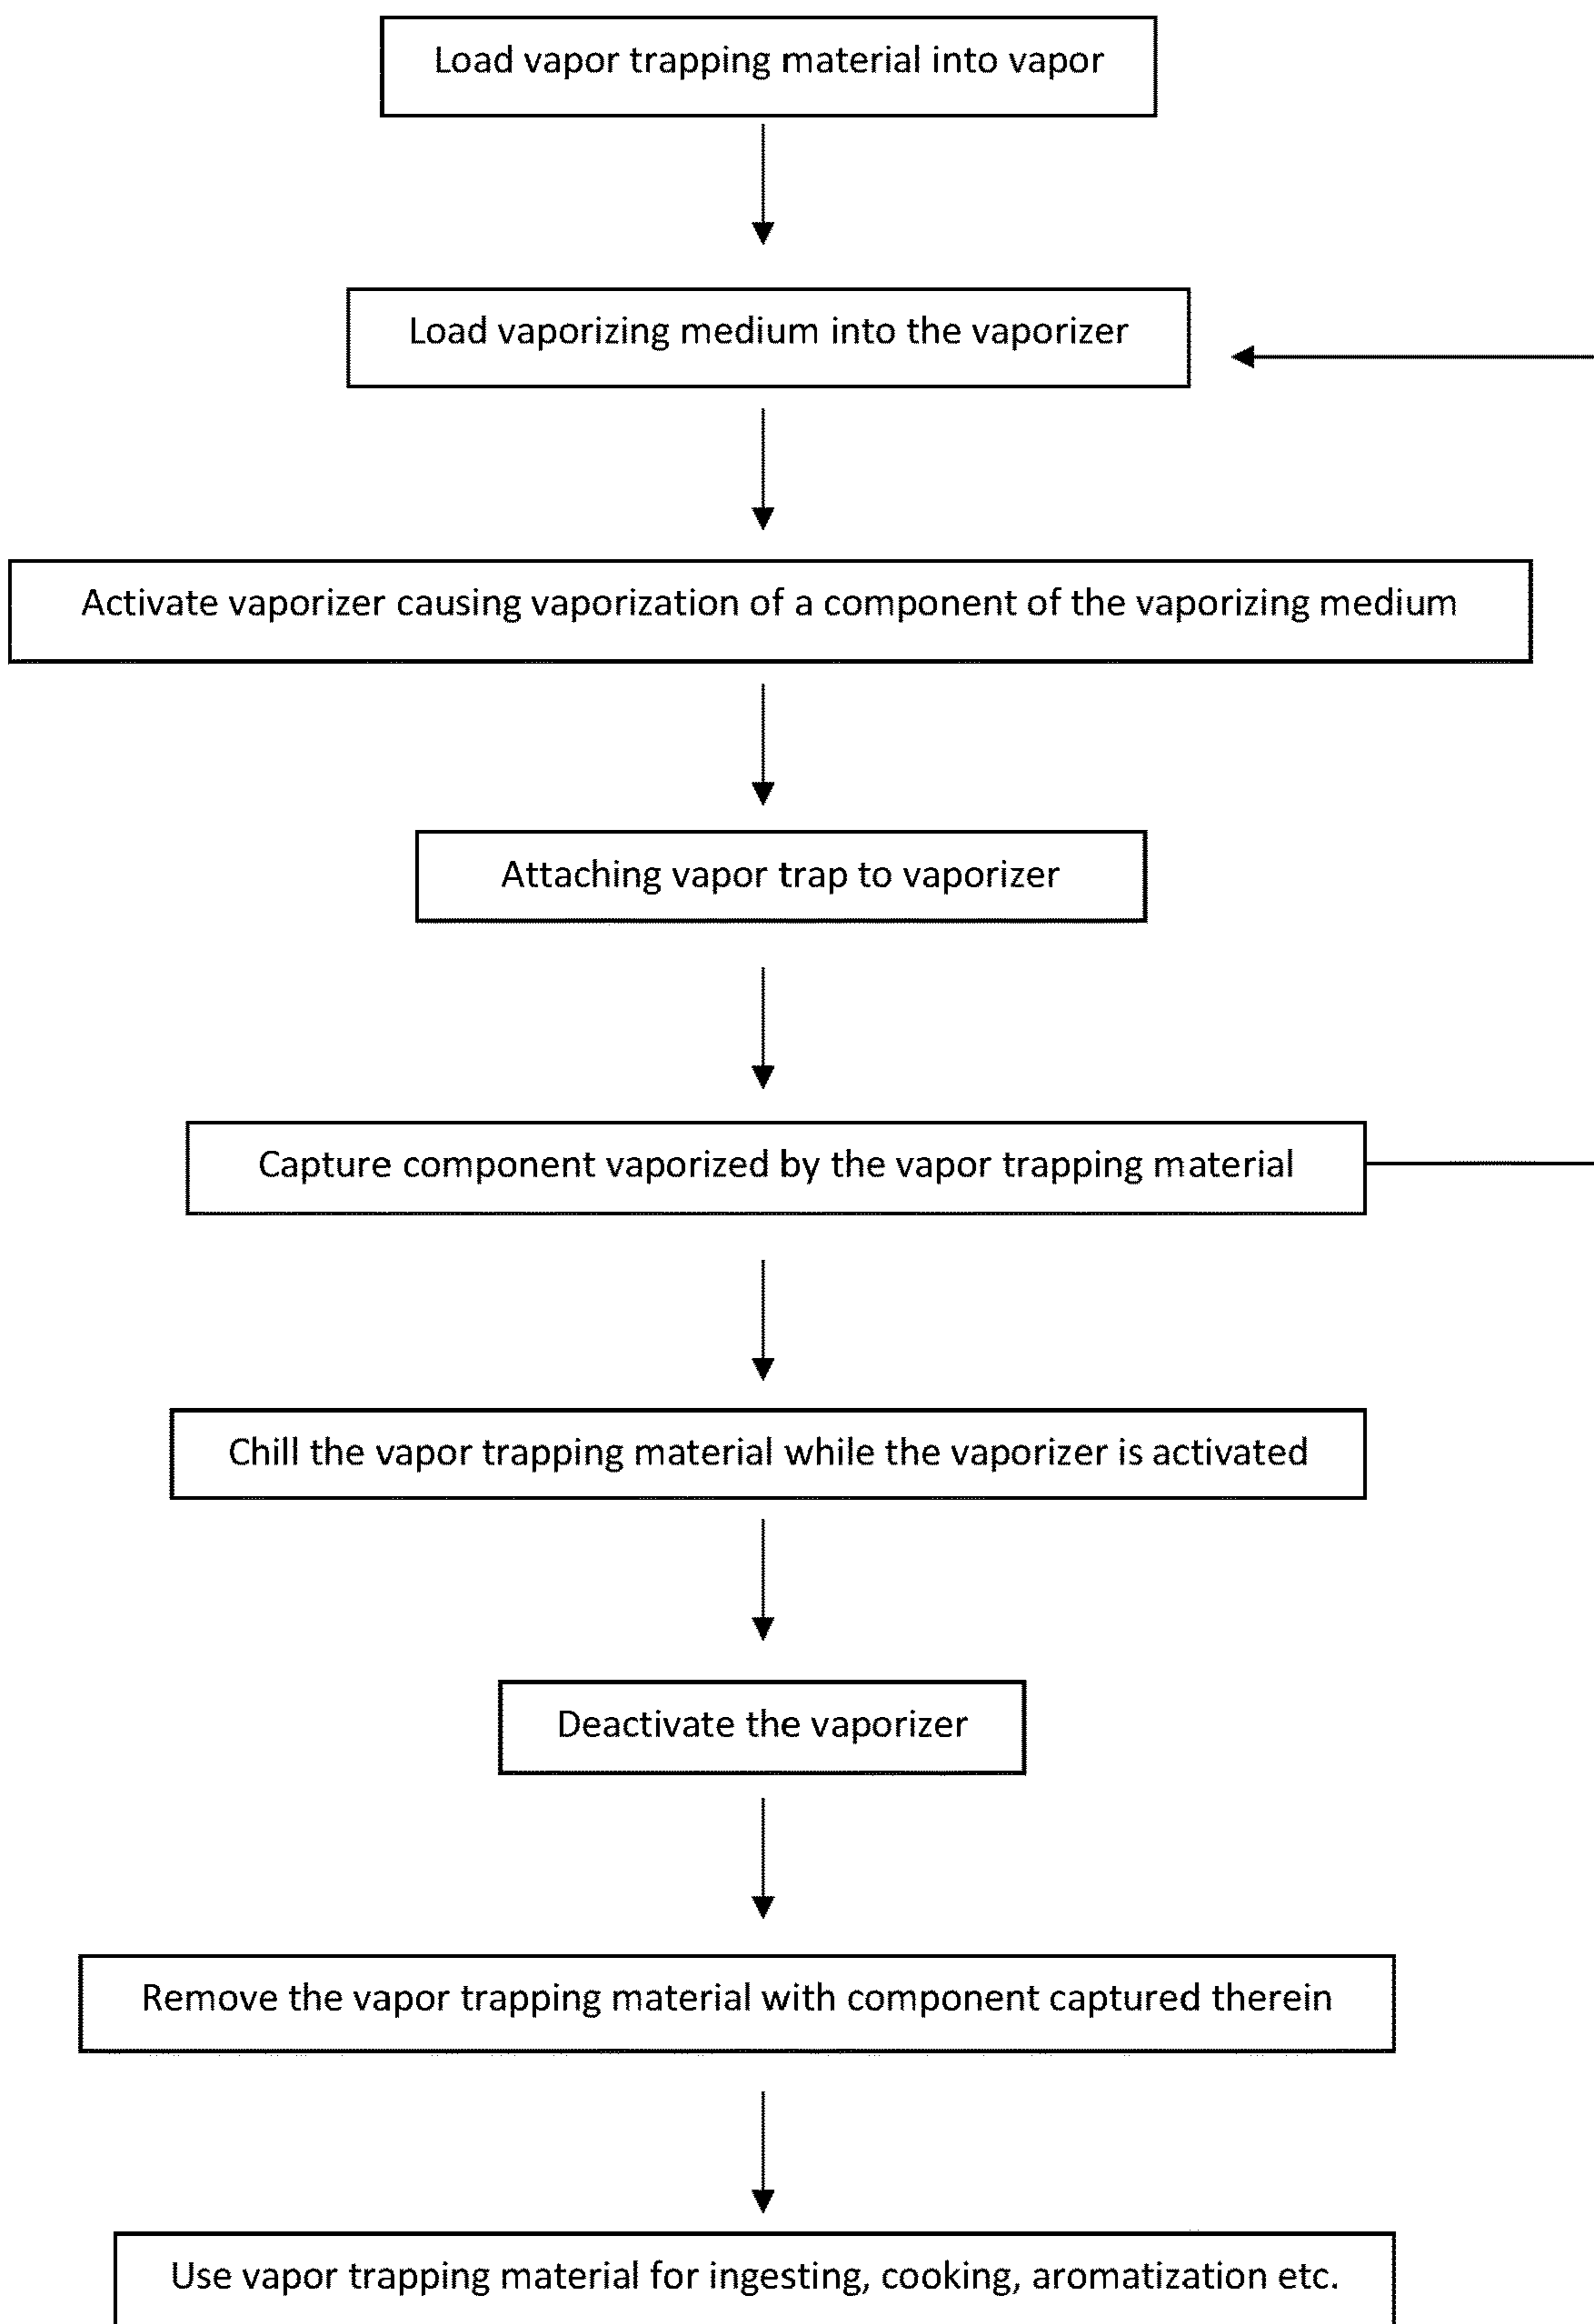 Load vapor trapping material into vapor
Load vaporizing medium into the vaporizer
Activate vaporizer causing vaporization of a component of the vaporizing medium
Attaching vapor trap to vaporizer
Capture component vaporized by the vapor trapping material
Chill the vapor trapping material while the vaporizer is activated
Deactivate the vaporizer
Remove the vapor trapping material with component captured therein
Use vapor trapping material for ingesting, cooking, aromatization etc.